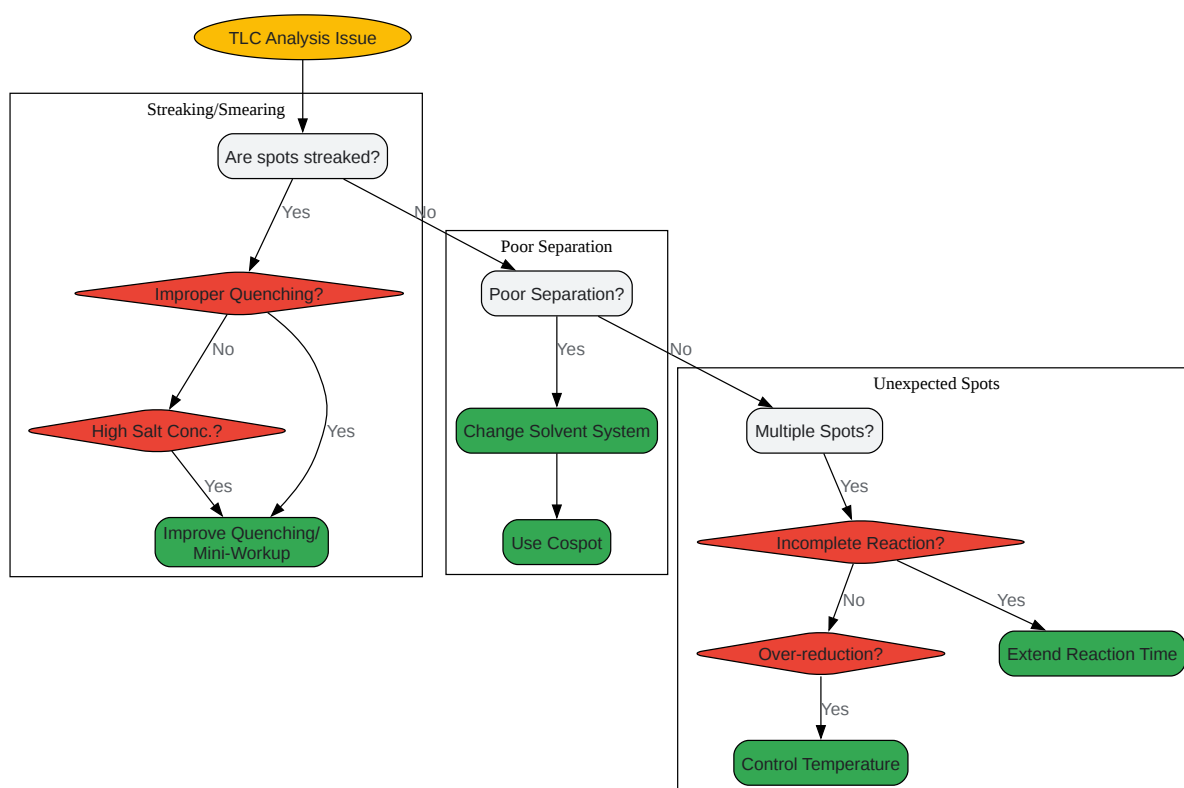 TLC Analysis Issue
Streaking/Smearing
Are spots streaked?
Yes
No
Improper Quenching?
No
Yes
High Salt Conc.?
Yes
Improve Quenching/
Mini-Workup
Poor Separation
Poor Separation?
Yes
No
Change Solvent System
Use Cospot
Unexpected Spots
Multiple Spots?
Yes
Incomplete Reaction?
No
Yes
Over-reduction?
Extend Reaction Time
Yes
Control Temperature